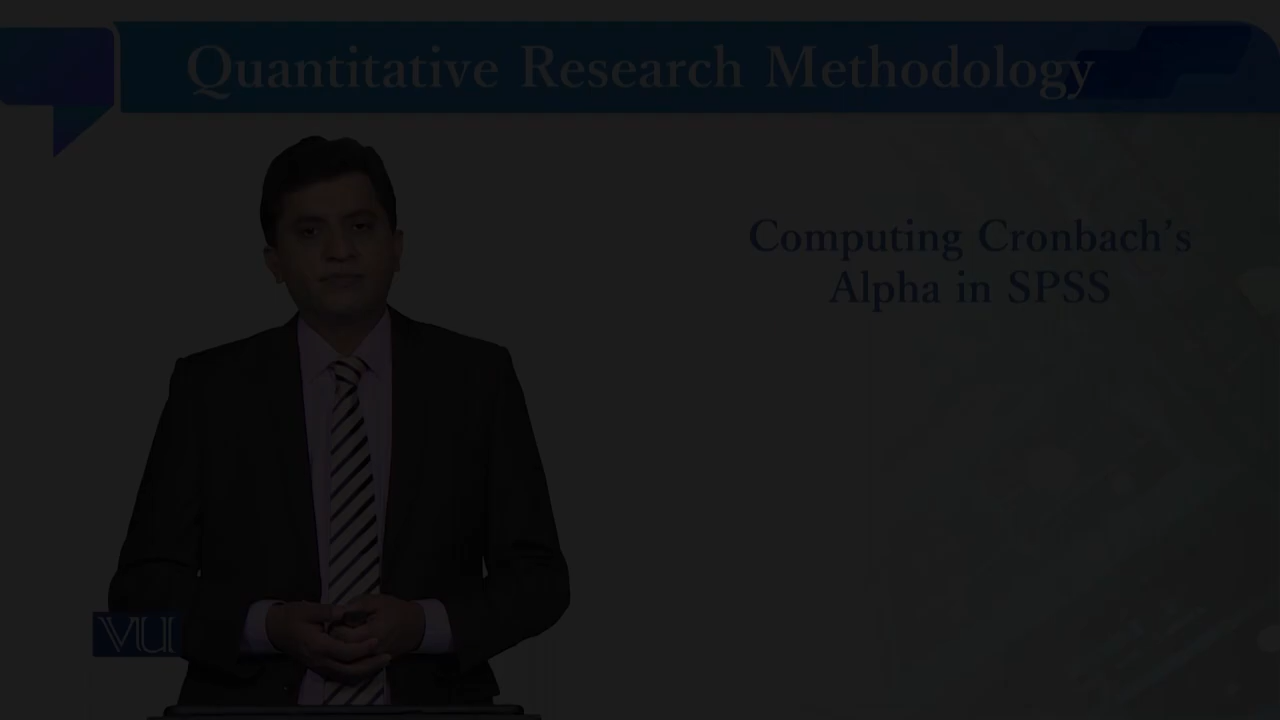 Quantitative Research Methodology
Computing Cronbach's
Alpha in SPSS
VU